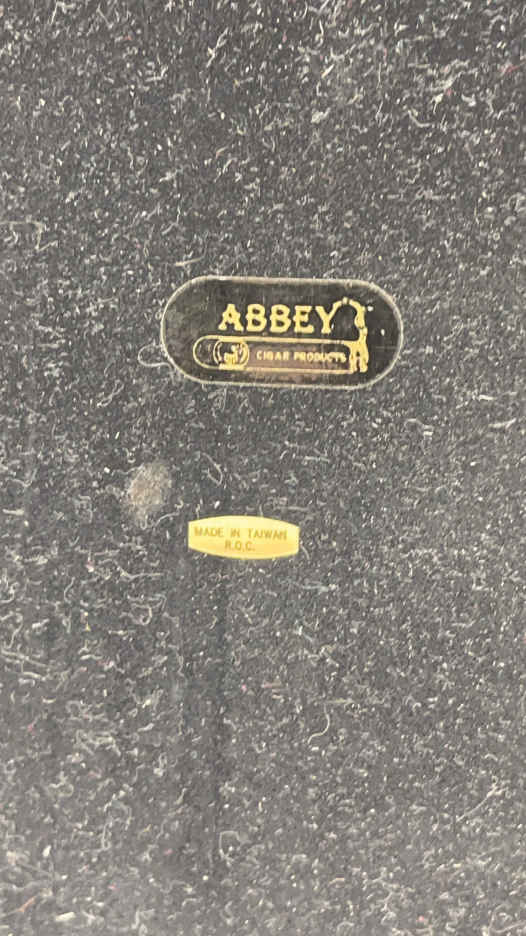 ABBEY
CIGAR PRODUCTS
MADE IN TAIWAN
R.O.C.